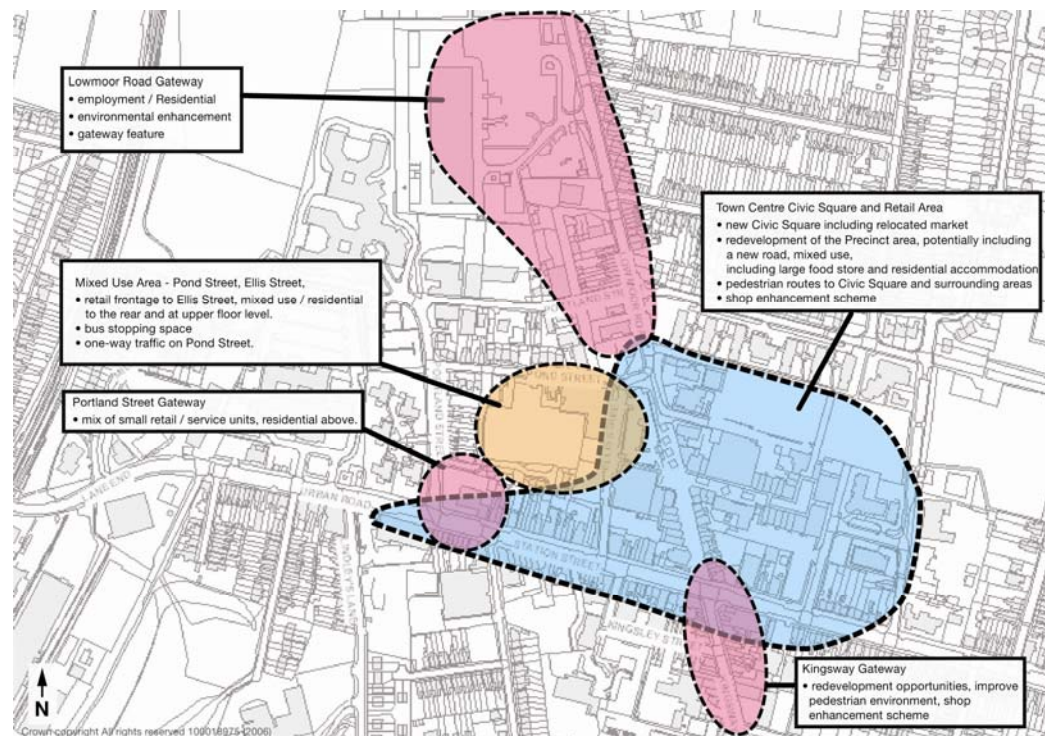 Lowmoor Road Gateway
• employment / Residential
• environmental enhancement
• gateway feature
Town Centre Civic Square and Retail Area
• new Civic Square including relocated market
• redevelopment of the Precinct area, potentially including
a new road, mixed use,
including large food store and residential accommodation
• pedestrian routes to Civic Square and surrounding areas
• shop enhancement scheme
Mixed Use Area - Pond Street, Ellis Street,
• retail frontage to Ellis Street, mixed use / residential
to the rear and at upper floor level.
• bus stopping space
• one-way traffic on Pond Street.
Portland Street Gateway
• mix of small retail / service units, residential above.
POND STREET
LANE END
URBAN ROAD
STATION STREET
KINGSLEY ST
Kingsway Gateway
• redevelopment opportunities, improve
pedestrian environment, shop
enhancement scheme
N
Crown copyright All rights reserved 100018975 (2006)